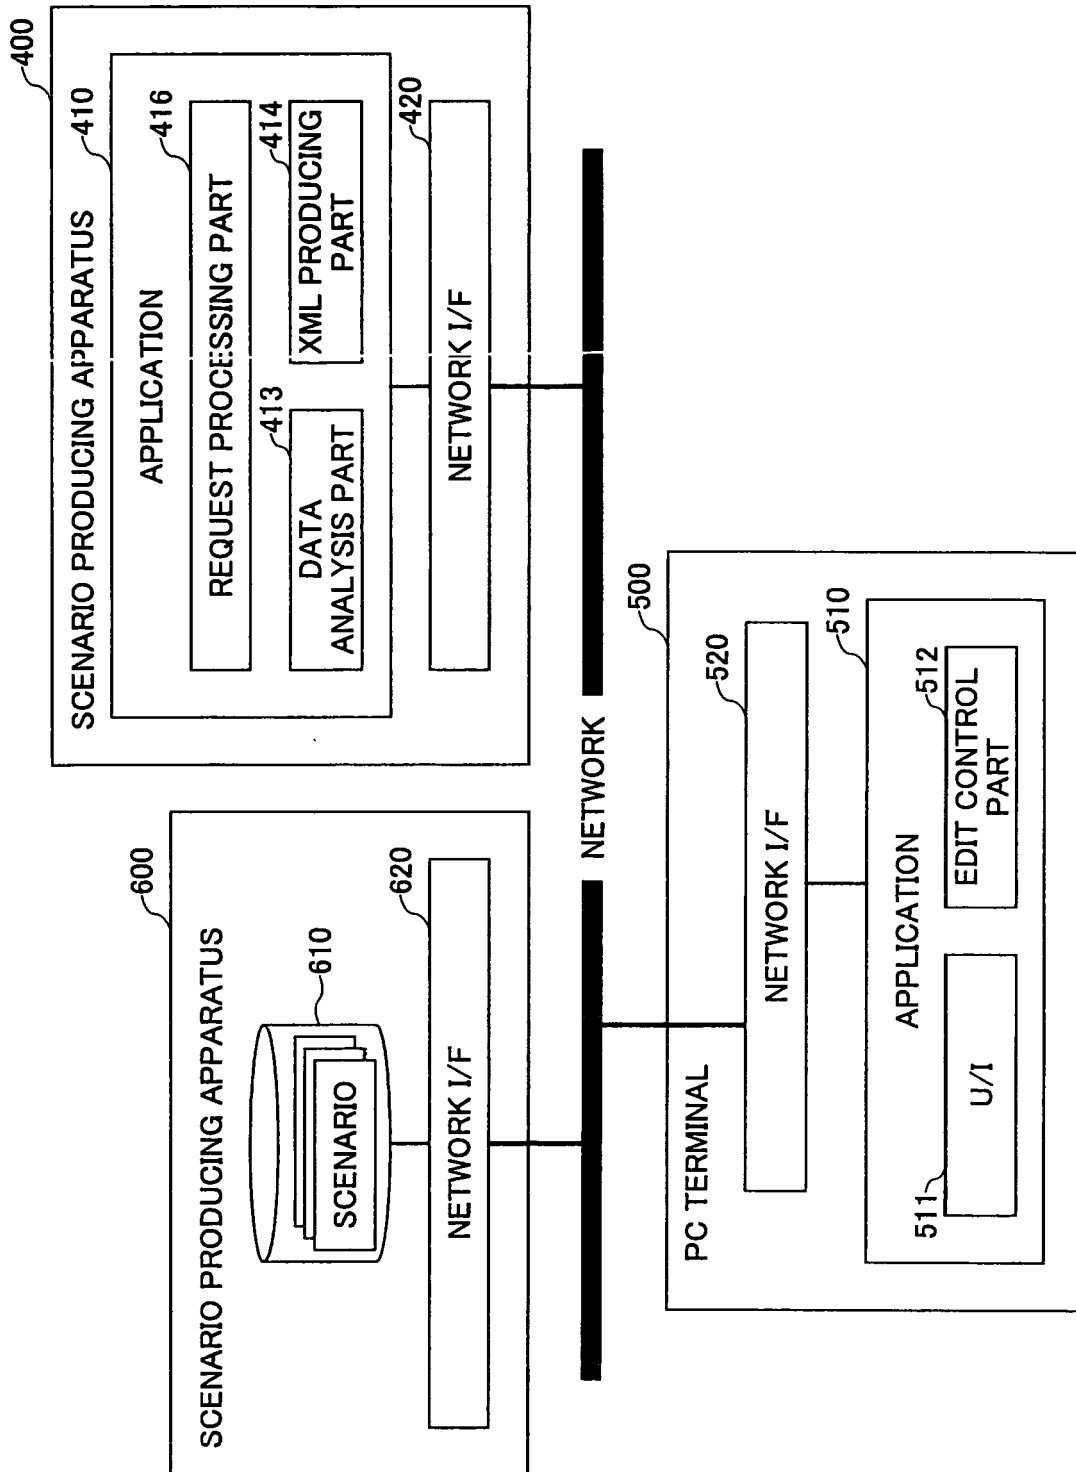 600
SCENARIO PRODUCING APPARATUS
610
SCENARIO
620
NETWORK I/F
400
SCENARIO PRODUCING APPARATUS
410
APPLICATION
416
REQUEST PROCESSING PART
413
DATA
ANALYSIS PART
414
XML PRODUCING
PART
420
NETWORK I/F
NETWORK
500
PC TERMINAL
520
NETWORK I/F
510
APPLICATION
511
U/I
512
EDIT CONTROL
PART